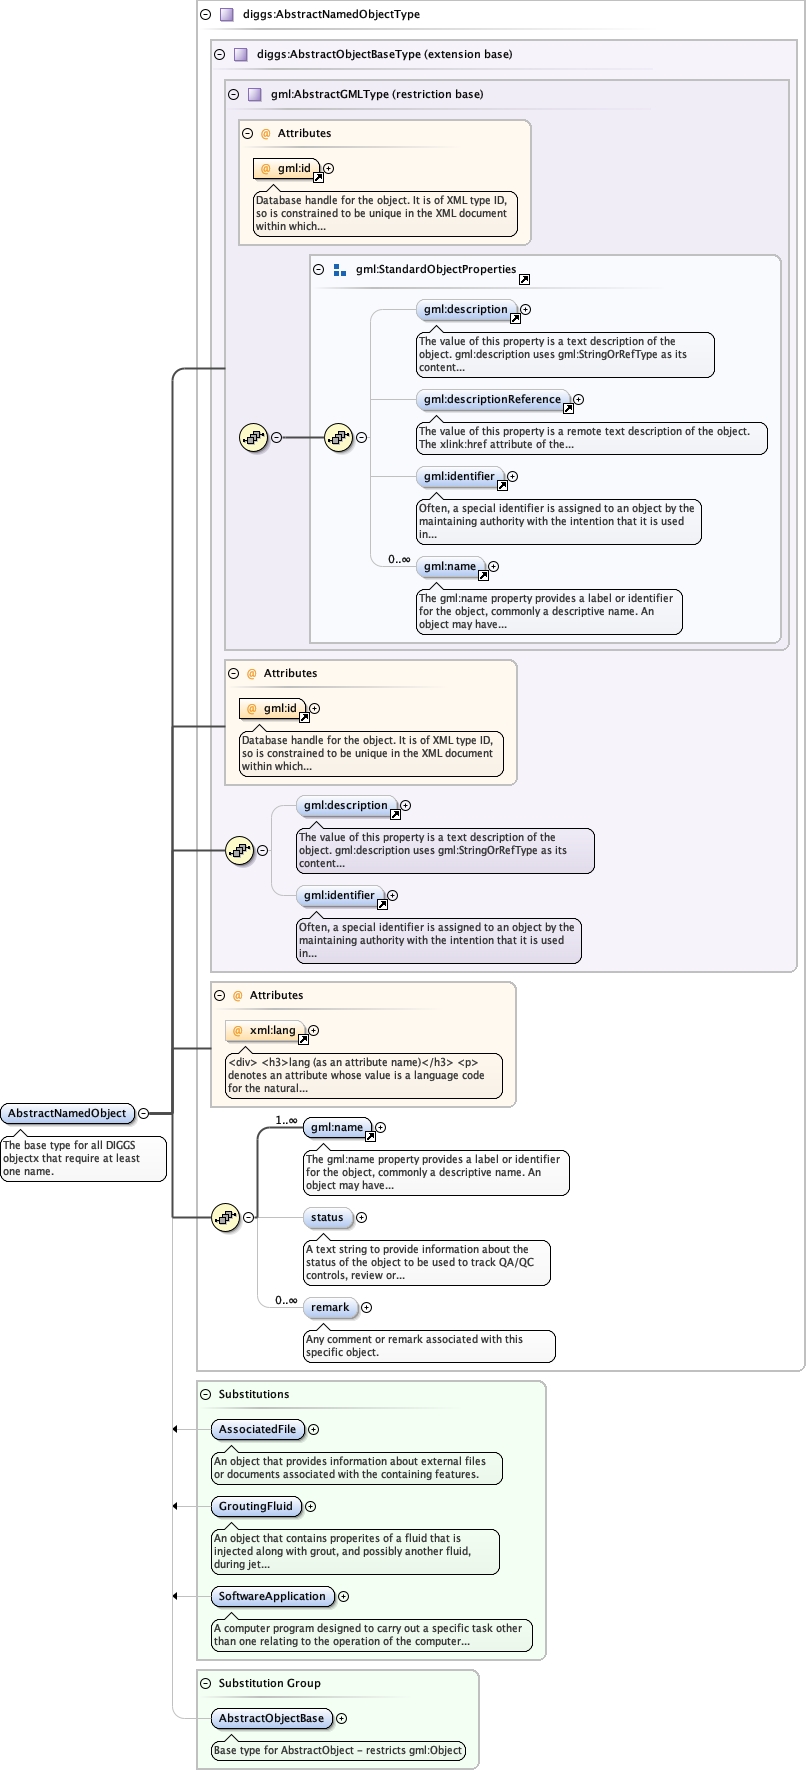 diggs:AbstractNamedObjectType
diggs:AbstractObjectBaseType (extension base)
gml:AbstractGMLType (restriction base)
@ Attributes
@ gml:id
Database handle for the object. It is of XML type ID,
so is constrained to be unique in the XML document
within which...
gml:StandardObjectProperties
gml:description
The value of this property is a text description of the
object. gml:description uses gml:StringOrRefType as its
content...
gml:descriptionReference
The value of this property is a remote text description of the object.
The xlink:href attribute of the...
gml:identifier
Often, a special identifier is assigned to an object by the
maintaining authority with the intention that it is used
in...
0..∞
gml:name
The gml:name property provides a label or identifier
for the object, commonly a descriptive name. An
object may have...
@ Attributes
@ gml:id
Database handle for the object. It is of XML type ID,
so is constrained to be unique in the XML document
within which...
gml:description
The value of this property is a text description of the
object. gml:description uses gml:StringOrRefType as its
content...
gml:identifier
Often, a special identifier is assigned to an object by the
maintaining authority with the intention that it is used
in...
@ Attributes
@ xml:lang
<div> <h3>lang (as an attribute name)</h3> <p>
denotes an attribute whose value is a language code
for the natural...
AbstractNamedObject
The base type for all DIGGS
objectx that require at least
one name.
1..∞
gml:name
The gml:name property provides a label or identifier
for the object, commonly a descriptive name. An
object may have...
status
A text string to provide information about the
status of the object to be used to track QA/QC
controls, review or...
0..∞
remark
Any comment or remark associated with this
specific object.
Substitutions
AssociatedFile
An object that provides information about external files
or documents associated with the containing features.
GroutingFluid
An object that contains properites of a fluid that is
injected along with grout, and possibly another fluid,
during jet...
SoftwareApplication
A computer program designed to carry out a specific task other
than one relating to the operation of the computer...
Substitution Group
AbstractObjectBase
Base type for AbstractObject – restricts gml:Object